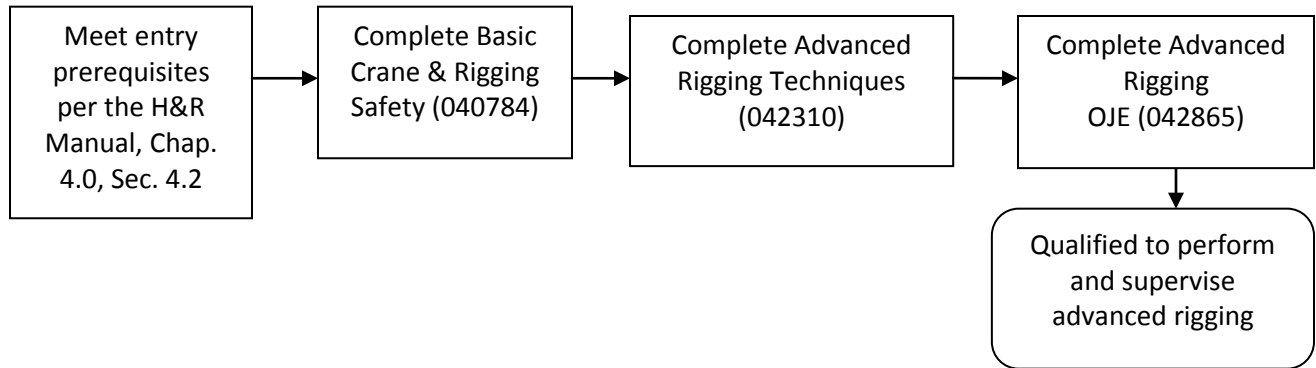 Meet entry
prerequisites
per the H&R
Manual, Chap.
4.0, Sec. 4.2
Complete Basic
Crane & Rigging
Safety (040784)
Complete Advanced
Rigging Techniques
(042310)
Complete Advanced
Rigging
OJE (042865)
Qualified to perform
and supervise
advanced rigging